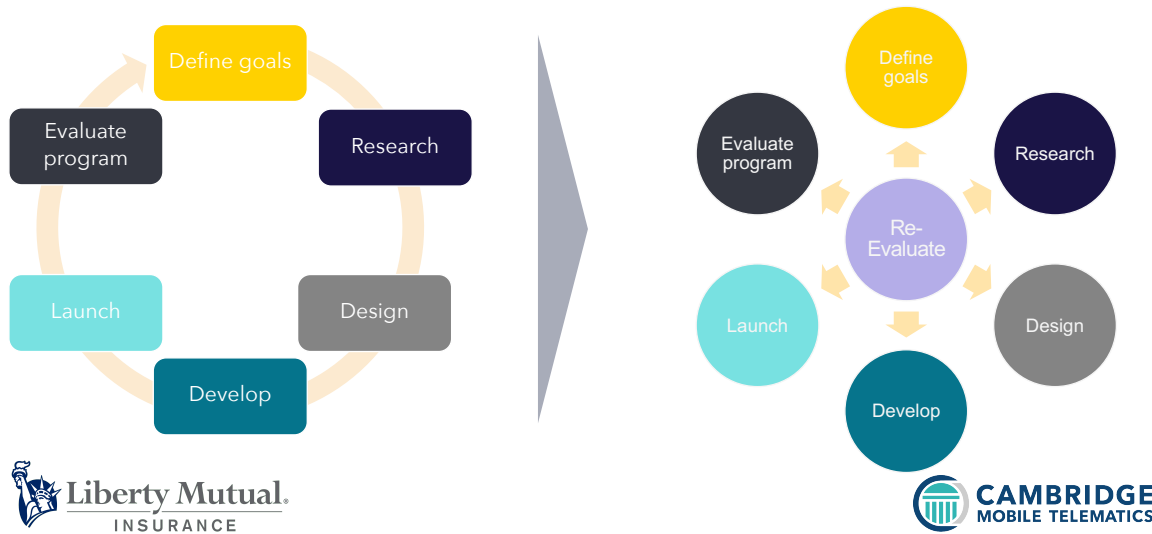 Define goals
Research
Design
Develop
Launch
Evaluate
program
Define
goals
Research
Design
Develop
Launch
Evaluate
program
Re-
Evaluate
Liberty Mutual®
INSURANCE
CAMBRIDGE
MOBILE TELEMATICS